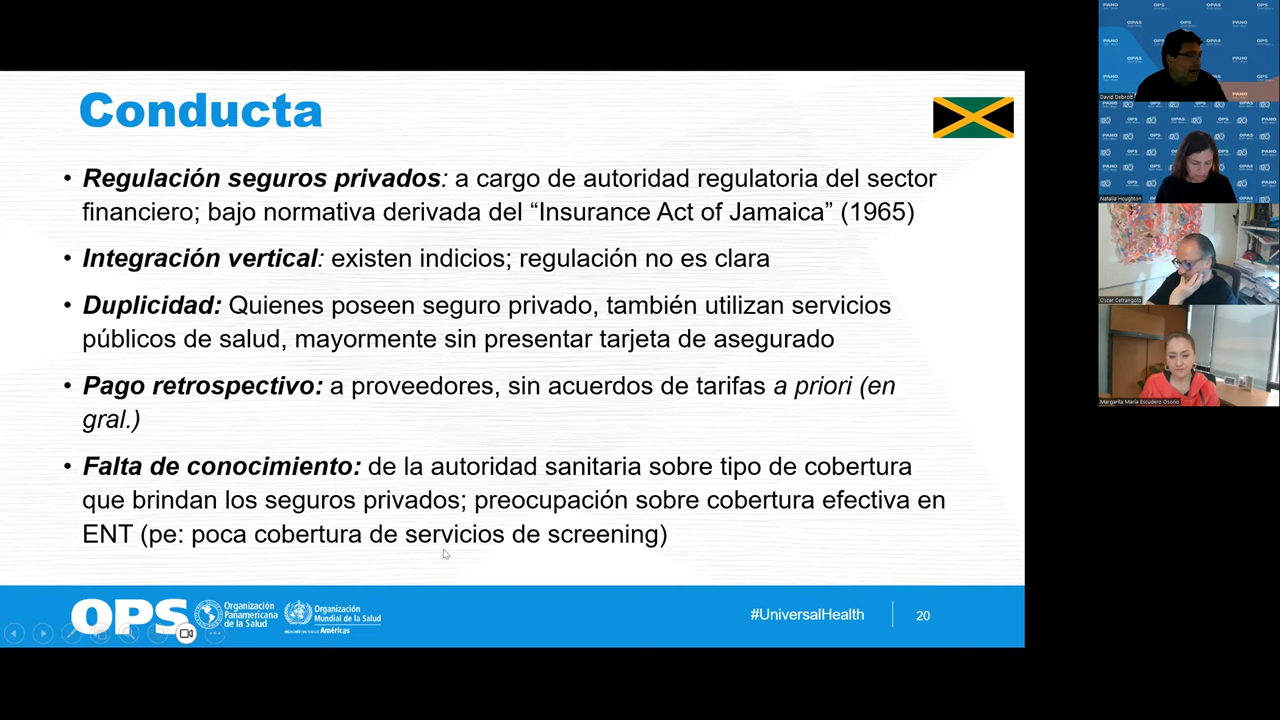 Conducta
• Regulación seguros privados: a cargo de autoridad regulatoria del sector
financiero; bajo normativa derivada del “Insurance Act of Jamaica” (1965)
• Integración vertical: existen indicios; regulación no es clara
• Duplicidad: Quienes poseen seguro privado, también utilizan servicios
públicos de salud, mayormente sin presentar tarjeta de asegurado
• Pago retrospectivo: a proveedores, sin acuerdos de tarifas a priori (en
gral.)
• Falta de conocimiento: de la autoridad sanitaria sobre tipo de cobertura
que brindan los seguros privados; preocupación sobre cobertura efectiva en
ENT (pe: poca cobertura de servicios de screening)
OPS
Organización
Panamericana
de la Salud
Organización
Mundial de la Salud
Américas
#UniversalHealth
20
OPAS
PAHO
David Debrott
OPS
Natalia Houghton
Oscar Cetrangolo
Margarita María Escudero Osorio